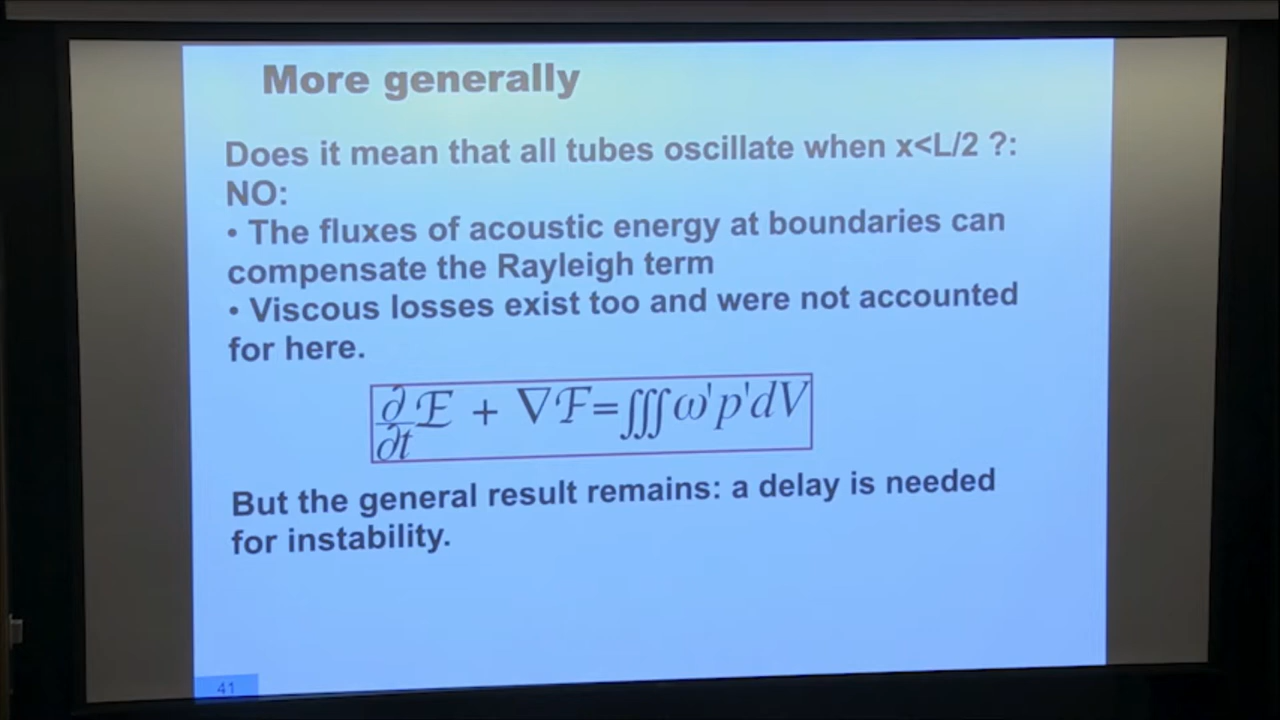 More generally
Does it mean that all tubes oscillate when x<L/2 ?:
NO:
• The fluxes of acoustic energy at boundaries can
compensate the Rayleigh term
• Viscous losses exist too and were not accounted
for here.
∂/∂t ℰ + ∇ℱ=∭ω'p'dV
But the general result remains: a delay is needed
for instability.
41